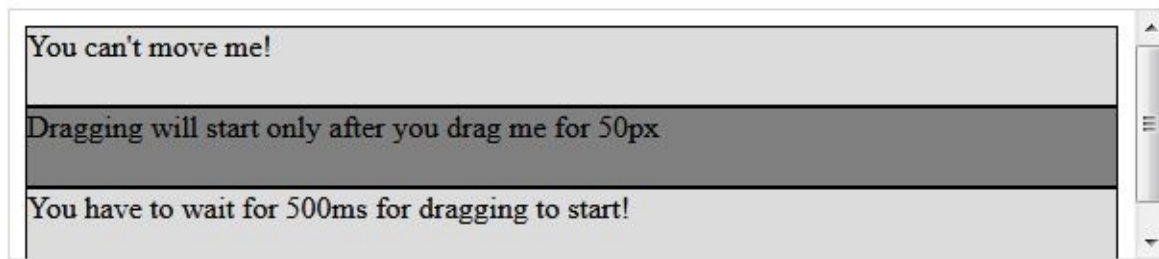 You can't move me!
Dragging will start only after you drag me for 50px
You have to wait for 500ms for dragging to start!